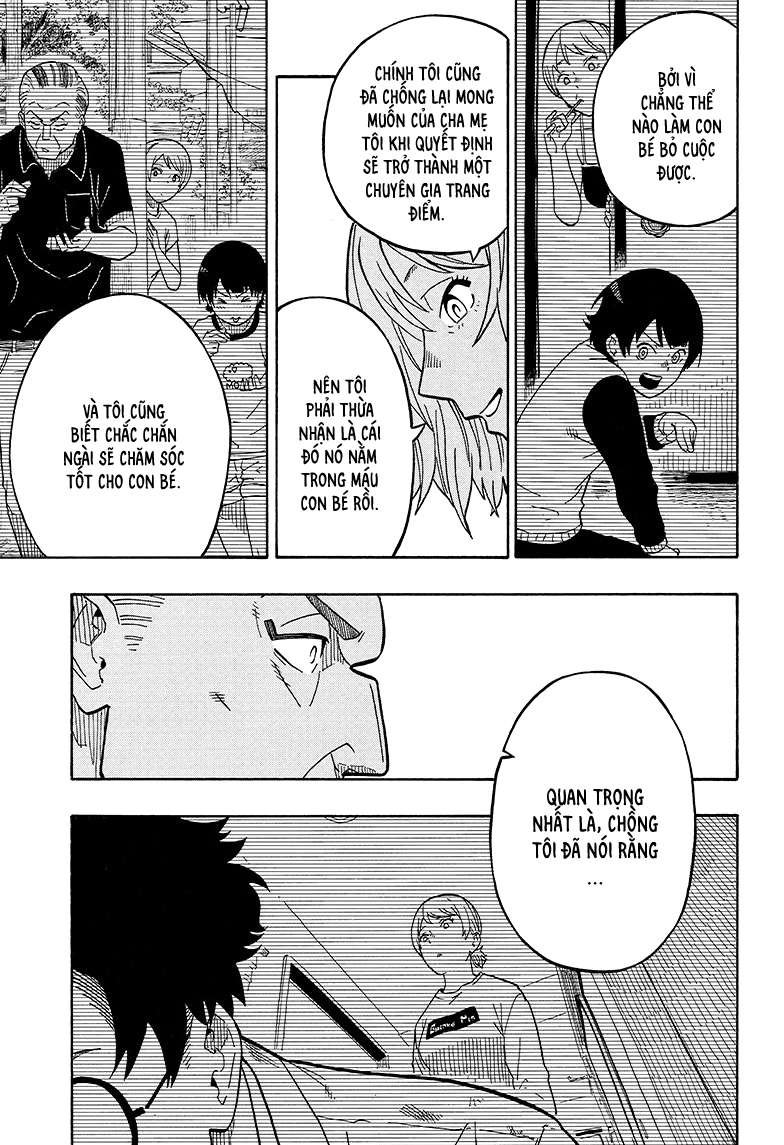 BỞI VÌ
CHẲNG THỂ
NÀO LÀM CON
BÉ BỎ CUỘC
ĐƯỢC.
CHÍNH TÔI CŨNG
ĐÃ CHỐNG LẠI MONG
MUỐN CỦA CHA MẸ
TÔI KHI QUYẾT ĐỊNH
SẼ TRỞ THÀNH MỘT
CHUYÊN GIA TRANG
ĐIỂM.
NÊN TÔI
PHẢI THỪA
NHẬN LÀ CÁI
ĐÓ NÓ NẰM
TRONG MÁU
CON BÉ RỒI.
VÀ TÔI CŨNG
BIẾT CHẮC CHẮN
NGÀI SẼ CHĂM SÓC
TỐT CHO CON BÉ.
QUAN TRỌNG
NHẤT LÀ, CHỒNG
TÔI ĐÃ NÓI RẰNG
...